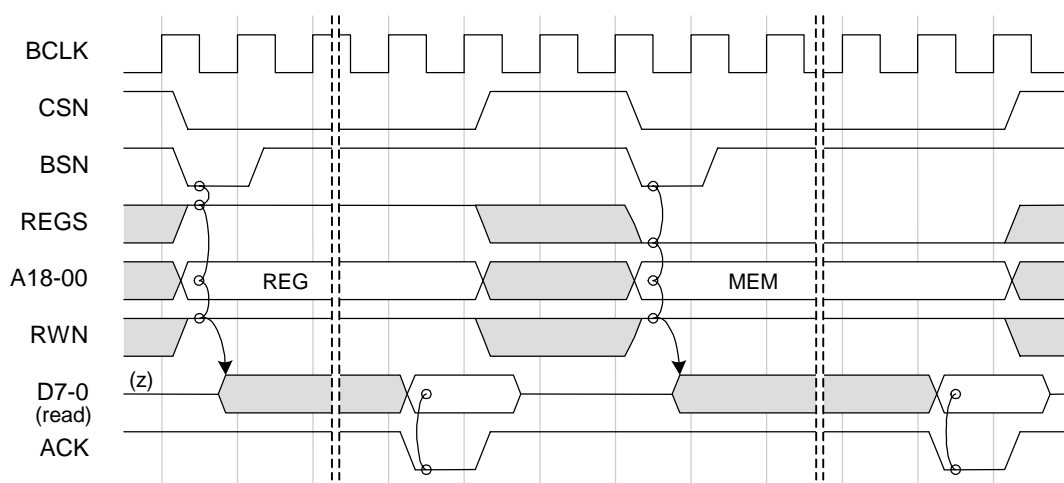 BCLK
CSN
BSN
REGS
A18-00 REG MEM
RWN
D7-0 (z)
(read)
ACK